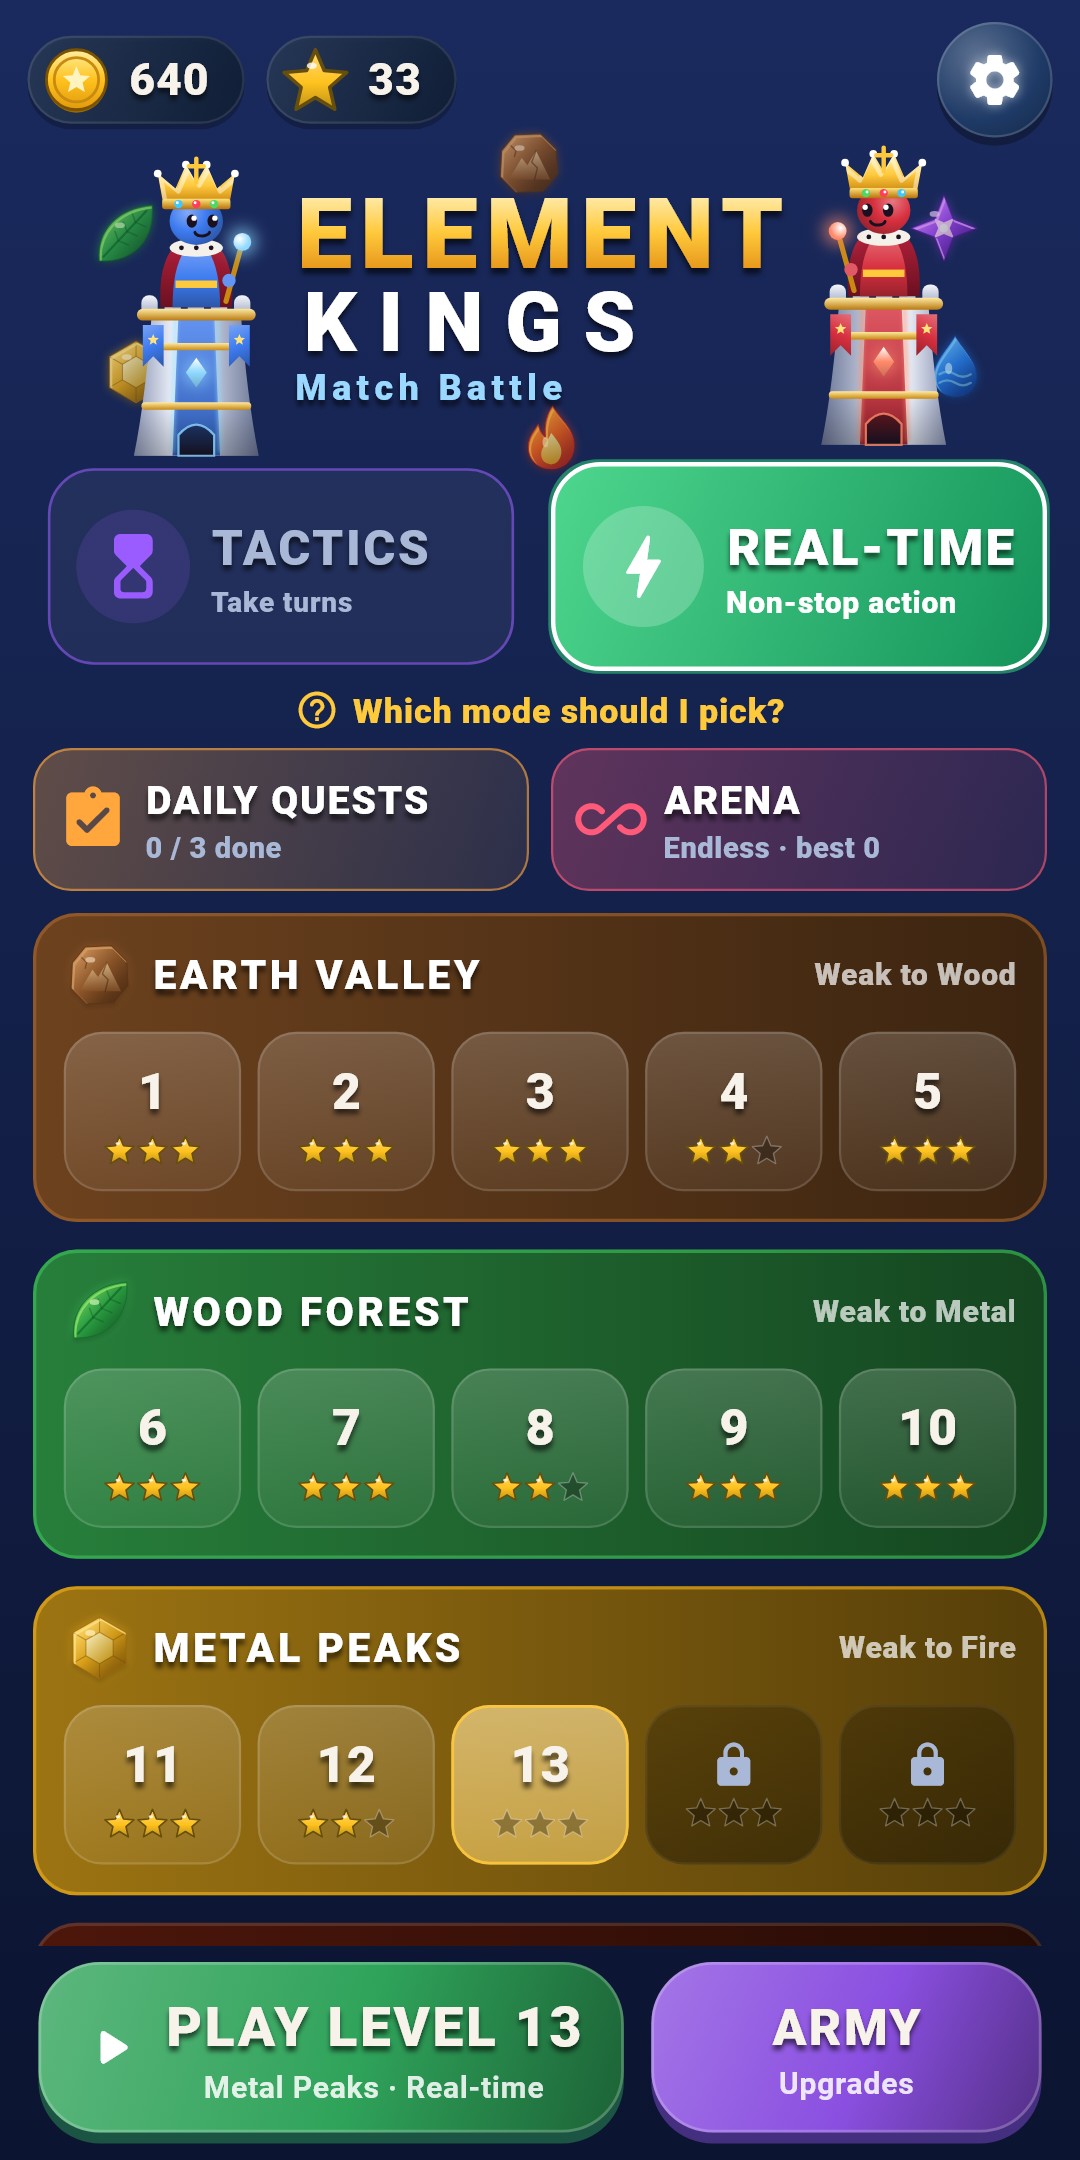 640
33
ELEMENT
KINGS
Match Battle
TACTICS
Take turns
REAL-TIME
Non-stop action
Which mode should I pick?
DAILY QUESTS
0 / 3 done
ARENA
Endless · best 0
EARTH VALLEY
Weak to Wood
1
2
3
4
5
WOOD FOREST
Weak to Metal
6
7
8
9
10
METAL PEAKS
Weak to Fire
11
12
13
PLAY LEVEL 13
Metal Peaks · Real-time
ARMY
Upgrades